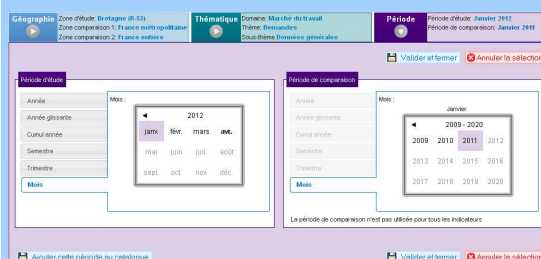 Géographie
Zone d'étude: Bretagne (R-53)
Zone comparaison 1: France métropolitaine
Zone comparaison 2: France entière
Thématique
Domaine: Marché du travail
Thème: Demandes
Sous-thème Données générales
Période
Période d'étude: Janvier 2012
Période de comparaison: Janvier 2011
Valider et fermer
Annuler la sélection
Période d'étude
Année
Année glissante
Cumul année
Semestre
Trimestre
Mois
Mois :
2012
janv. févr. mars avr.
mai juin juil. août
sept. oct. nov. déc.
Période de comparaison
Année
Année glissante
Cumul année
Semestre
Trimestre
Mois
Mois :
Janvier
2009 - 2020
2009 2010 2011 2012
2013 2014 2015 2016
2017 2018 2019 2020
La période de comparaison n'est pas utilisée pour tous les indicateurs
Ajouter cette période au catalogue
Valider et fermer
Annuler la sélection